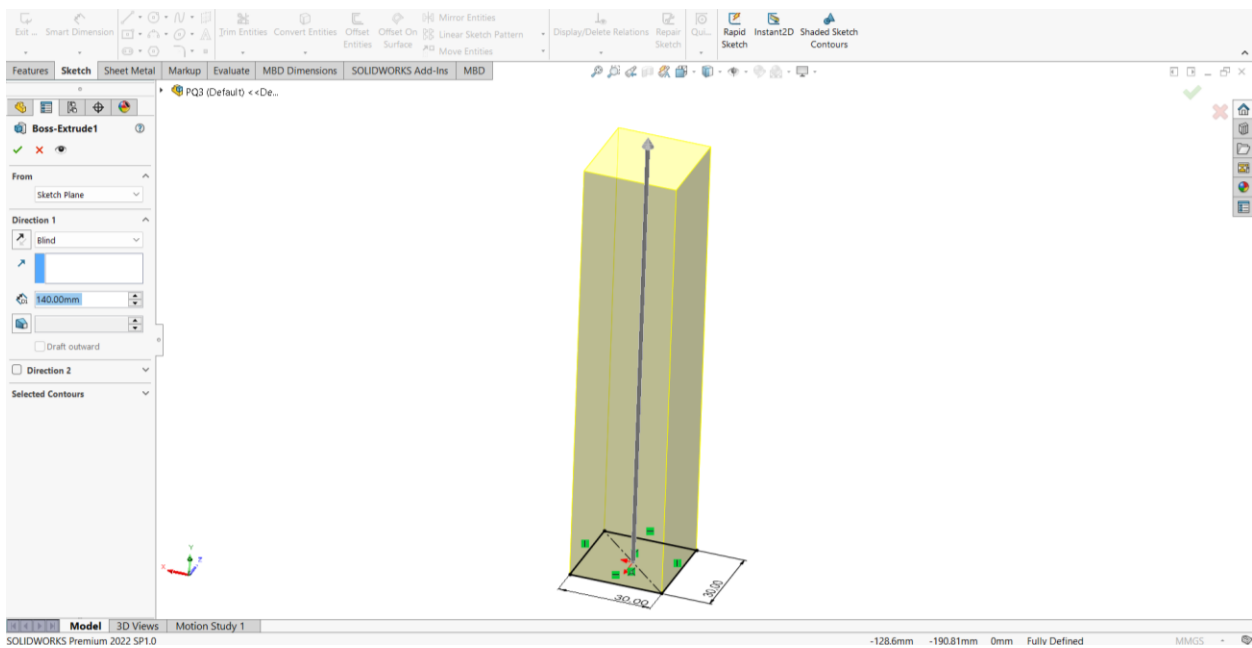 Exit ... Smart Dimension Trim Entities Convert Entities Offset Entities Offset On Surface Mirror Entities Linear Sketch Pattern Move Entities Display/Delete Relations Repair Sketch Qui... Rapid Sketch Instant2D Shaded Sketch Contours
Features Sketch Sheet Metal Markup Evaluate MBD Dimensions SOLIDWORKS Add-Ins MBD
PQ3 (Default) <<De...
Boss-Extrude1
From
Sketch Plane
Direction 1
Blind
140.00mm
Draft outward
Direction 2
Selected Contours
Y
Z
X
30.00
30.00
Model 3D Views Motion Study 1
SOLIDWORKS Premium 2022 SP1.0 -128.6mm -190.81mm 0mm Fully Defined MMGS -